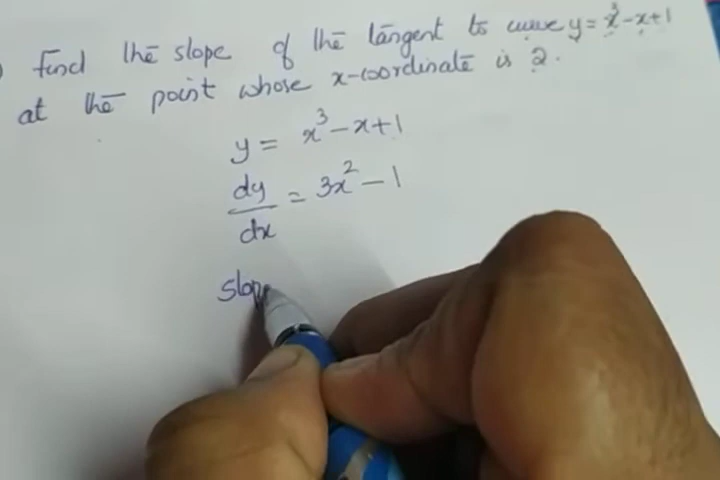 ) find the slope of the tangent to curve y = x³ - x + 1
at the point whose x-coordinate is 2.
y = x³ - x + 1
dy/dx = 3x² - 1
slop